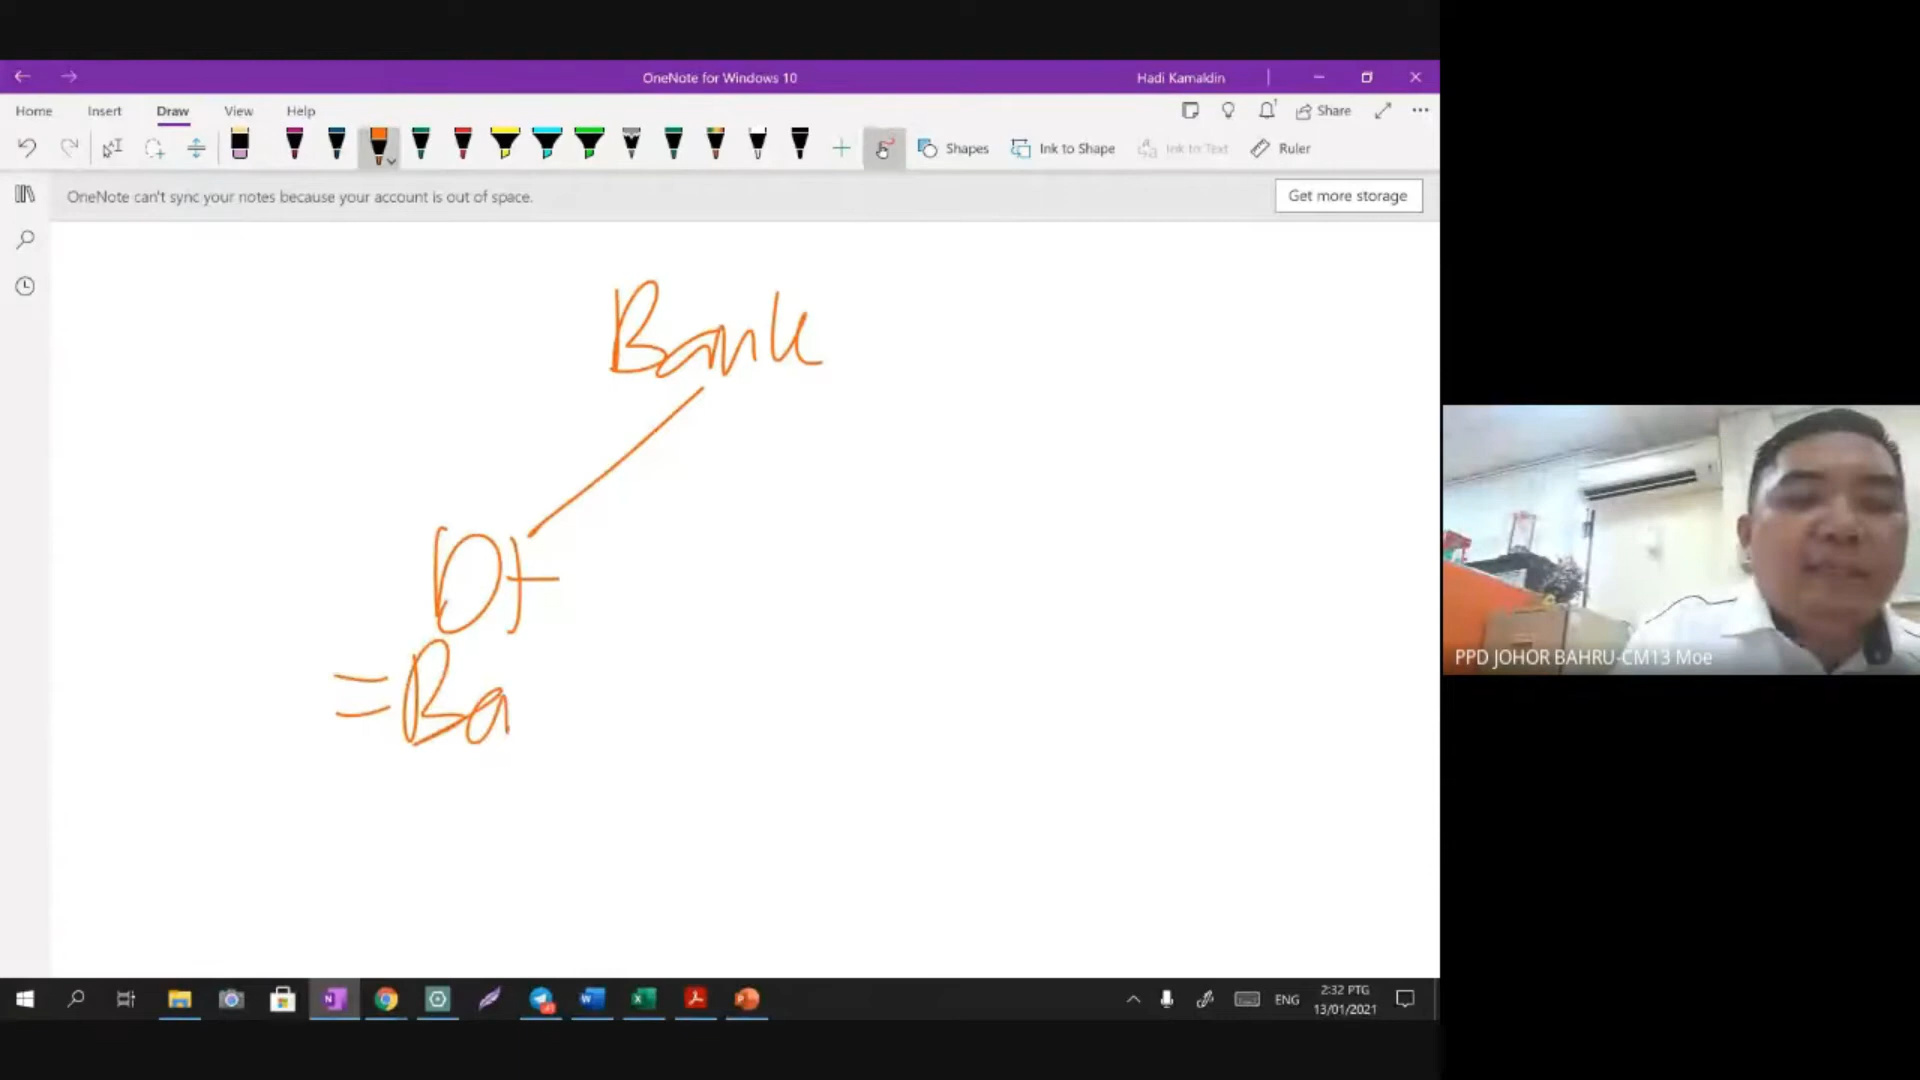 OneNote for Windows 10
Hadi Kamaldin
Home Insert Draw View Help
Share
Shapes Ink to Shape Ink to Text Ruler
OneNote can't sync your notes because your account is out of space.
Get more storage
Bank
Dt
=Ba
PPD JOHOR BAHRU-CM13 Moe
ENG
2:32 PTG
13/01/2021